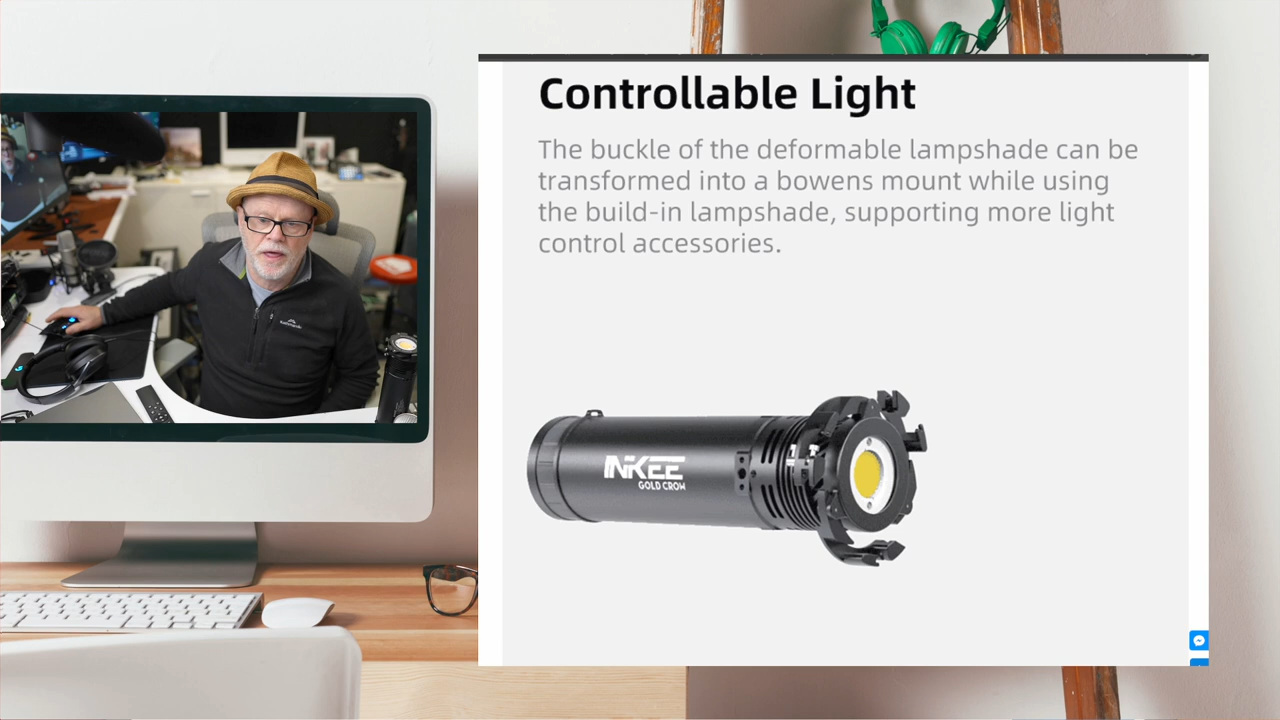 Controllable Light
The buckle of the deformable lampshade can be
transformed into a bowens mount while using
the build-in lampshade, supporting more light
control accessories.
INKEE
GOLD CROW